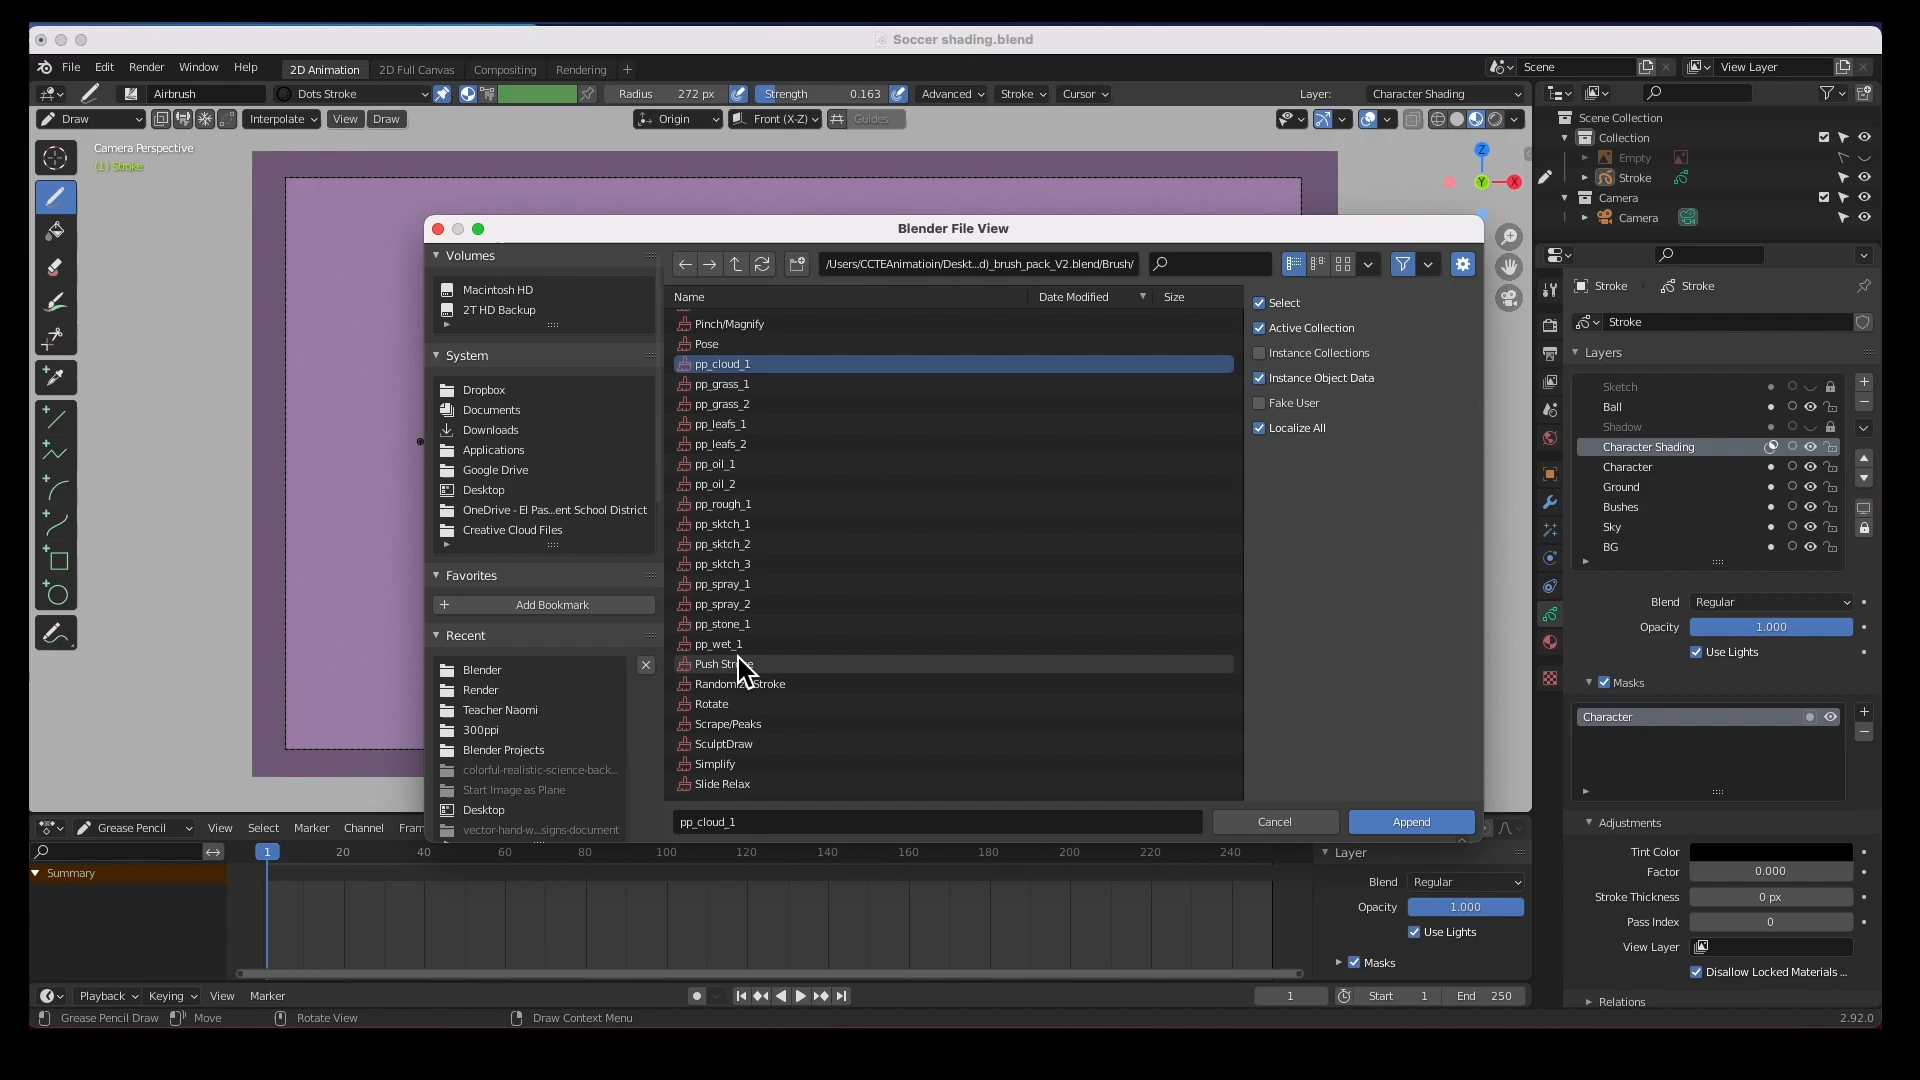 Soccer shading.blend
File Edit Render Window Help 2D Animation 2D Full Canvas Compositing Rendering + Scene View Layer
Airbrush Dots Stroke Radius 272 px Strength 0.163 Advanced Stroke Cursor Layer: Character Shading
Draw Interpolate View Draw Origin Front (X-Z) Guides
Camera Perspective
(1) Stroke
Z
Y
X
Scene Collection
Collection
Empty
Stroke
Camera
Camera
Blender File View
Volumes
Macintosh HD
2T HD Backup
System
Dropbox
Documents
Downloads
Applications
Google Drive
Desktop
OneDrive - El Pas...ent School District
Creative Cloud Files
Favorites
Add Bookmark
Recent
Blender
Render
Teacher Naomi
300ppi
Blender Projects
colorful-realistic-science-back...
Start Image as Plane
Desktop
vector-hand-w...signs-document
/Users/CCTEAnimatioin/Deskt...d)_brush_pack_V2.blend/Brush/
Name Date Modified Size
Pinch/Magnify
Pose
pp_cloud_1
pp_grass_1
pp_grass_2
pp_leafs_1
pp_leafs_2
pp_oil_1
pp_oil_2
pp_rough_1
pp_sktch_1
pp_sktch_2
pp_sktch_3
pp_spray_1
pp_spray_2
pp_stone_1
pp_wet_1
Push
Rotate
Scrape/Peaks
SculptDraw
Simplify
Slide Relax
Select
Active Collection
Instance Collections
Instance Object Data
Fake User
Localize All
pp_cloud_1 Cancel Append
Stroke Stroke
Stroke
Layers
Sketch
Ball
Shadow
Character Shading
Character
Ground
Bushes
Sky
BG
Blend Regular
Opacity 1.000
Use Lights
Masks
Character
Adjustments
Tint Color
Factor 0.000
Stroke Thickness 0 px
Pass Index 0
View Layer
Disallow Locked Materials ...
Relations
Grease Pencil View Select Marker Channel Fram
1 20 40 60 80 100 120 140 160 180 200 220 240
Summary
Layer
Blend Regular
Opacity 1.000
Use Lights
Masks
Playback Keying View Marker 1 Start 1 End 250
Grease Pencil Draw Move Rotate View Draw Context Menu 2.92.0